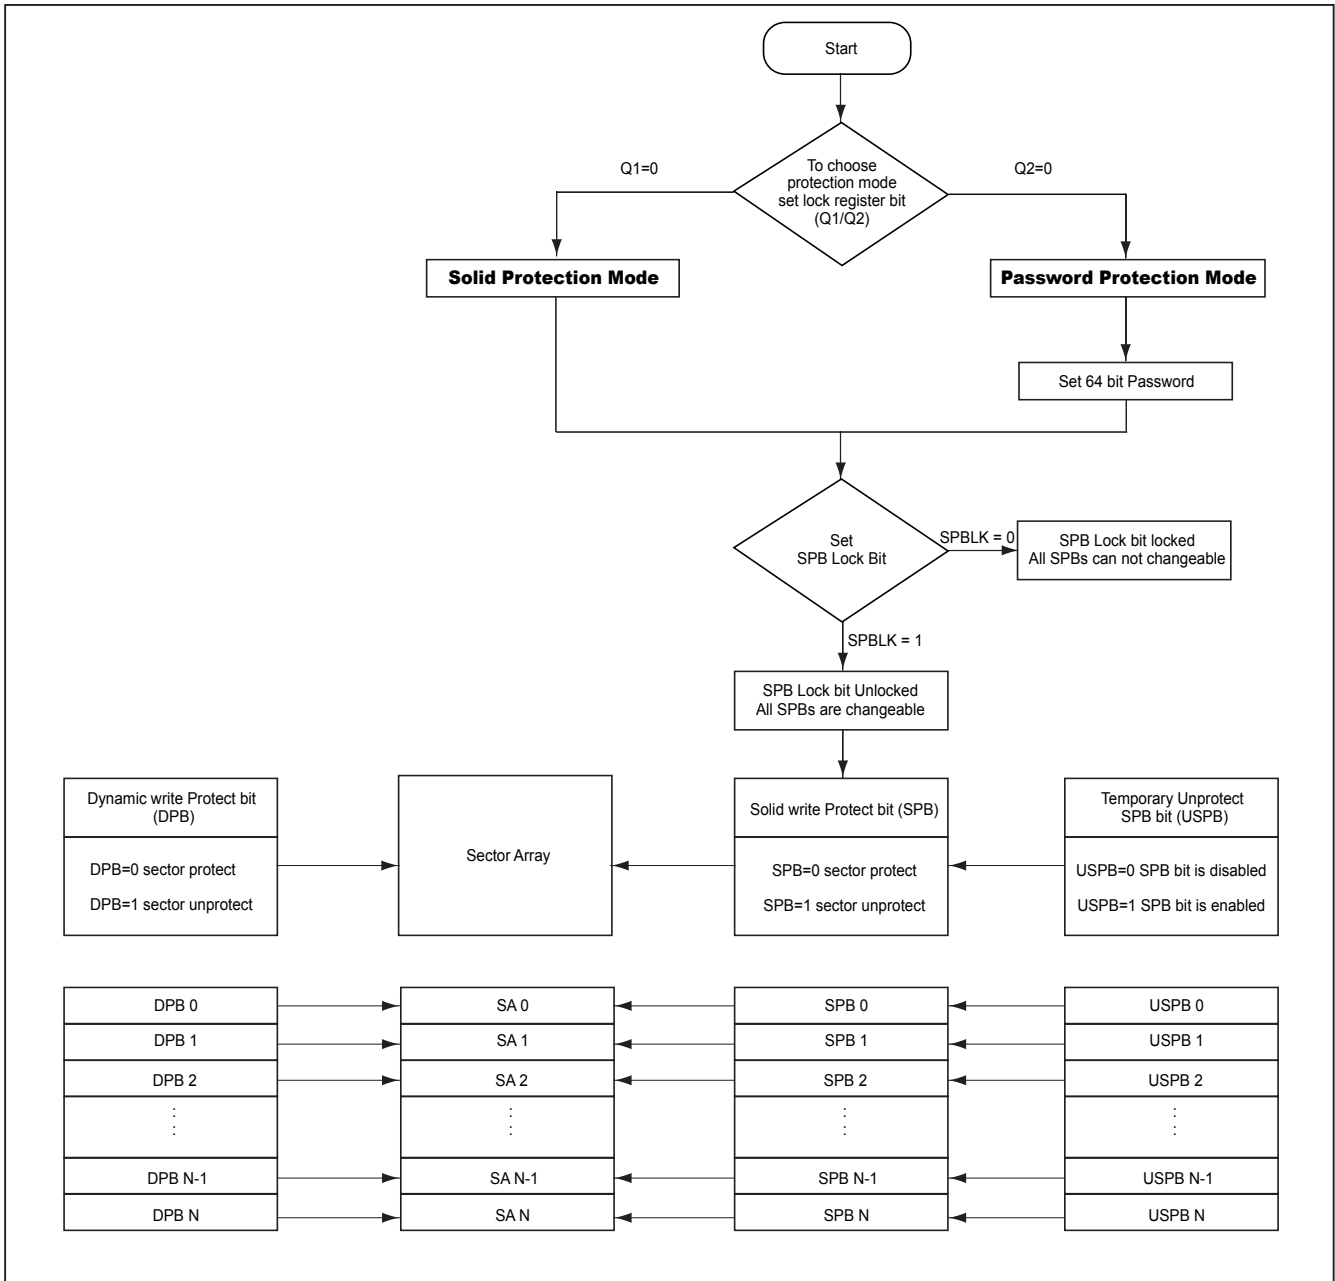 Start
To choose
protection mode
set lock register bit
(Q1/Q2)
Q1=0
Q2=0
Solid Protection Mode
Password Protection Mode
Set 64 bit Password
Set
SPB Lock Bit
SPBLK = 0
SPB Lock bit locked
All SPBs can not changeable
SPBLK = 1
SPB Lock bit Unlocked
All SPBs are changeable
Dynamic write Protect bit
(DPB)
DPB=0 sector protect
DPB=1 sector unprotect
Sector Array
Solid write Protect bit (SPB)
SPB=0 sector protect
SPB=1 sector unprotect
Temporary Unprotect
SPB bit (USPB)
USPB=0 SPB bit is disabled
USPB=1 SPB bit is enabled
DPB 0
SA 0
SPB 0
USPB 0
DPB 1
SA 1
SPB 1
USPB 1
DPB 2
SA 2
SPB 2
USPB 2
DPB N-1
SA N-1
SPB N-1
USPB N-1
DPB N
SA N
SPB N
USPB N